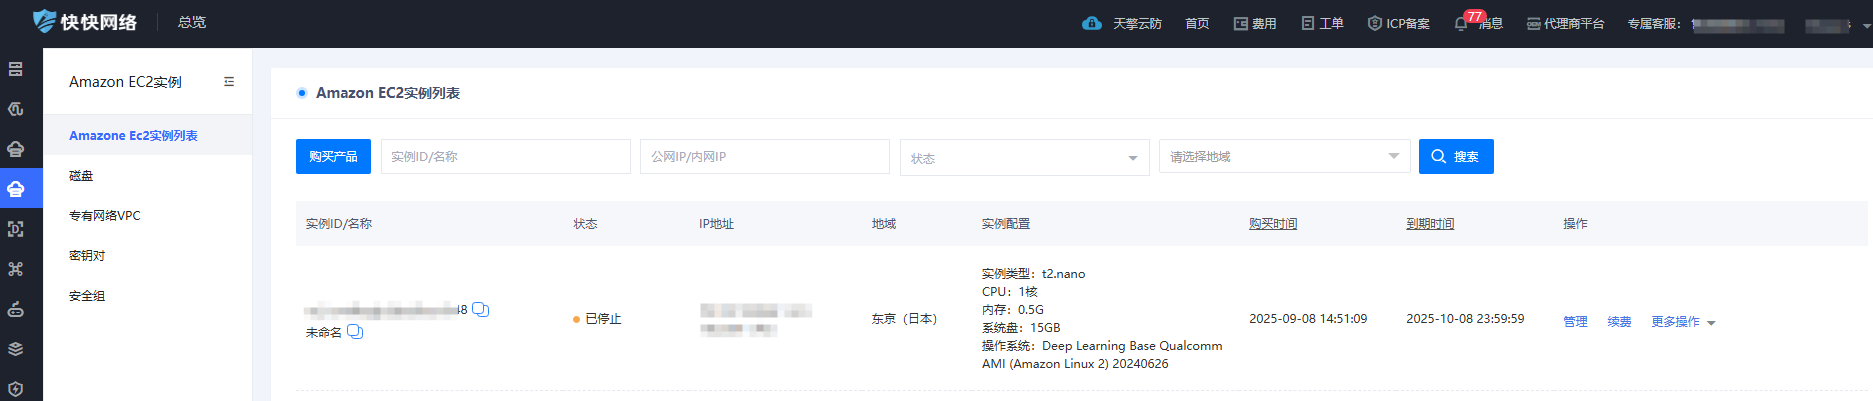 快快网络
总览
天擎云防
首页
费用
工单
ICP备案
77
消息
代理商平台
专属客服：
Amazon EC2实例
Amazone Ec2实例列表
磁盘
专有网络VPC
密钥对
安全组
Amazon EC2实例列表
购买产品
实例ID/名称
公网IP/内网IP
状态
请选择地域
搜索
实例ID/名称
状态
IP地址
地域
实例配置
购买时间
到期时间
操作
48
未命名
已停止
东京（日本）
实例类型：t2.nano
CPU：1核
内存：0.5G
系统盘：15GB
操作系统：Deep Learning Base Qualcomm
AMI (Amazon Linux 2) 20240626
2025-09-08 14:51:09
2025-10-08 23:59:59
管理
续费
更多操作